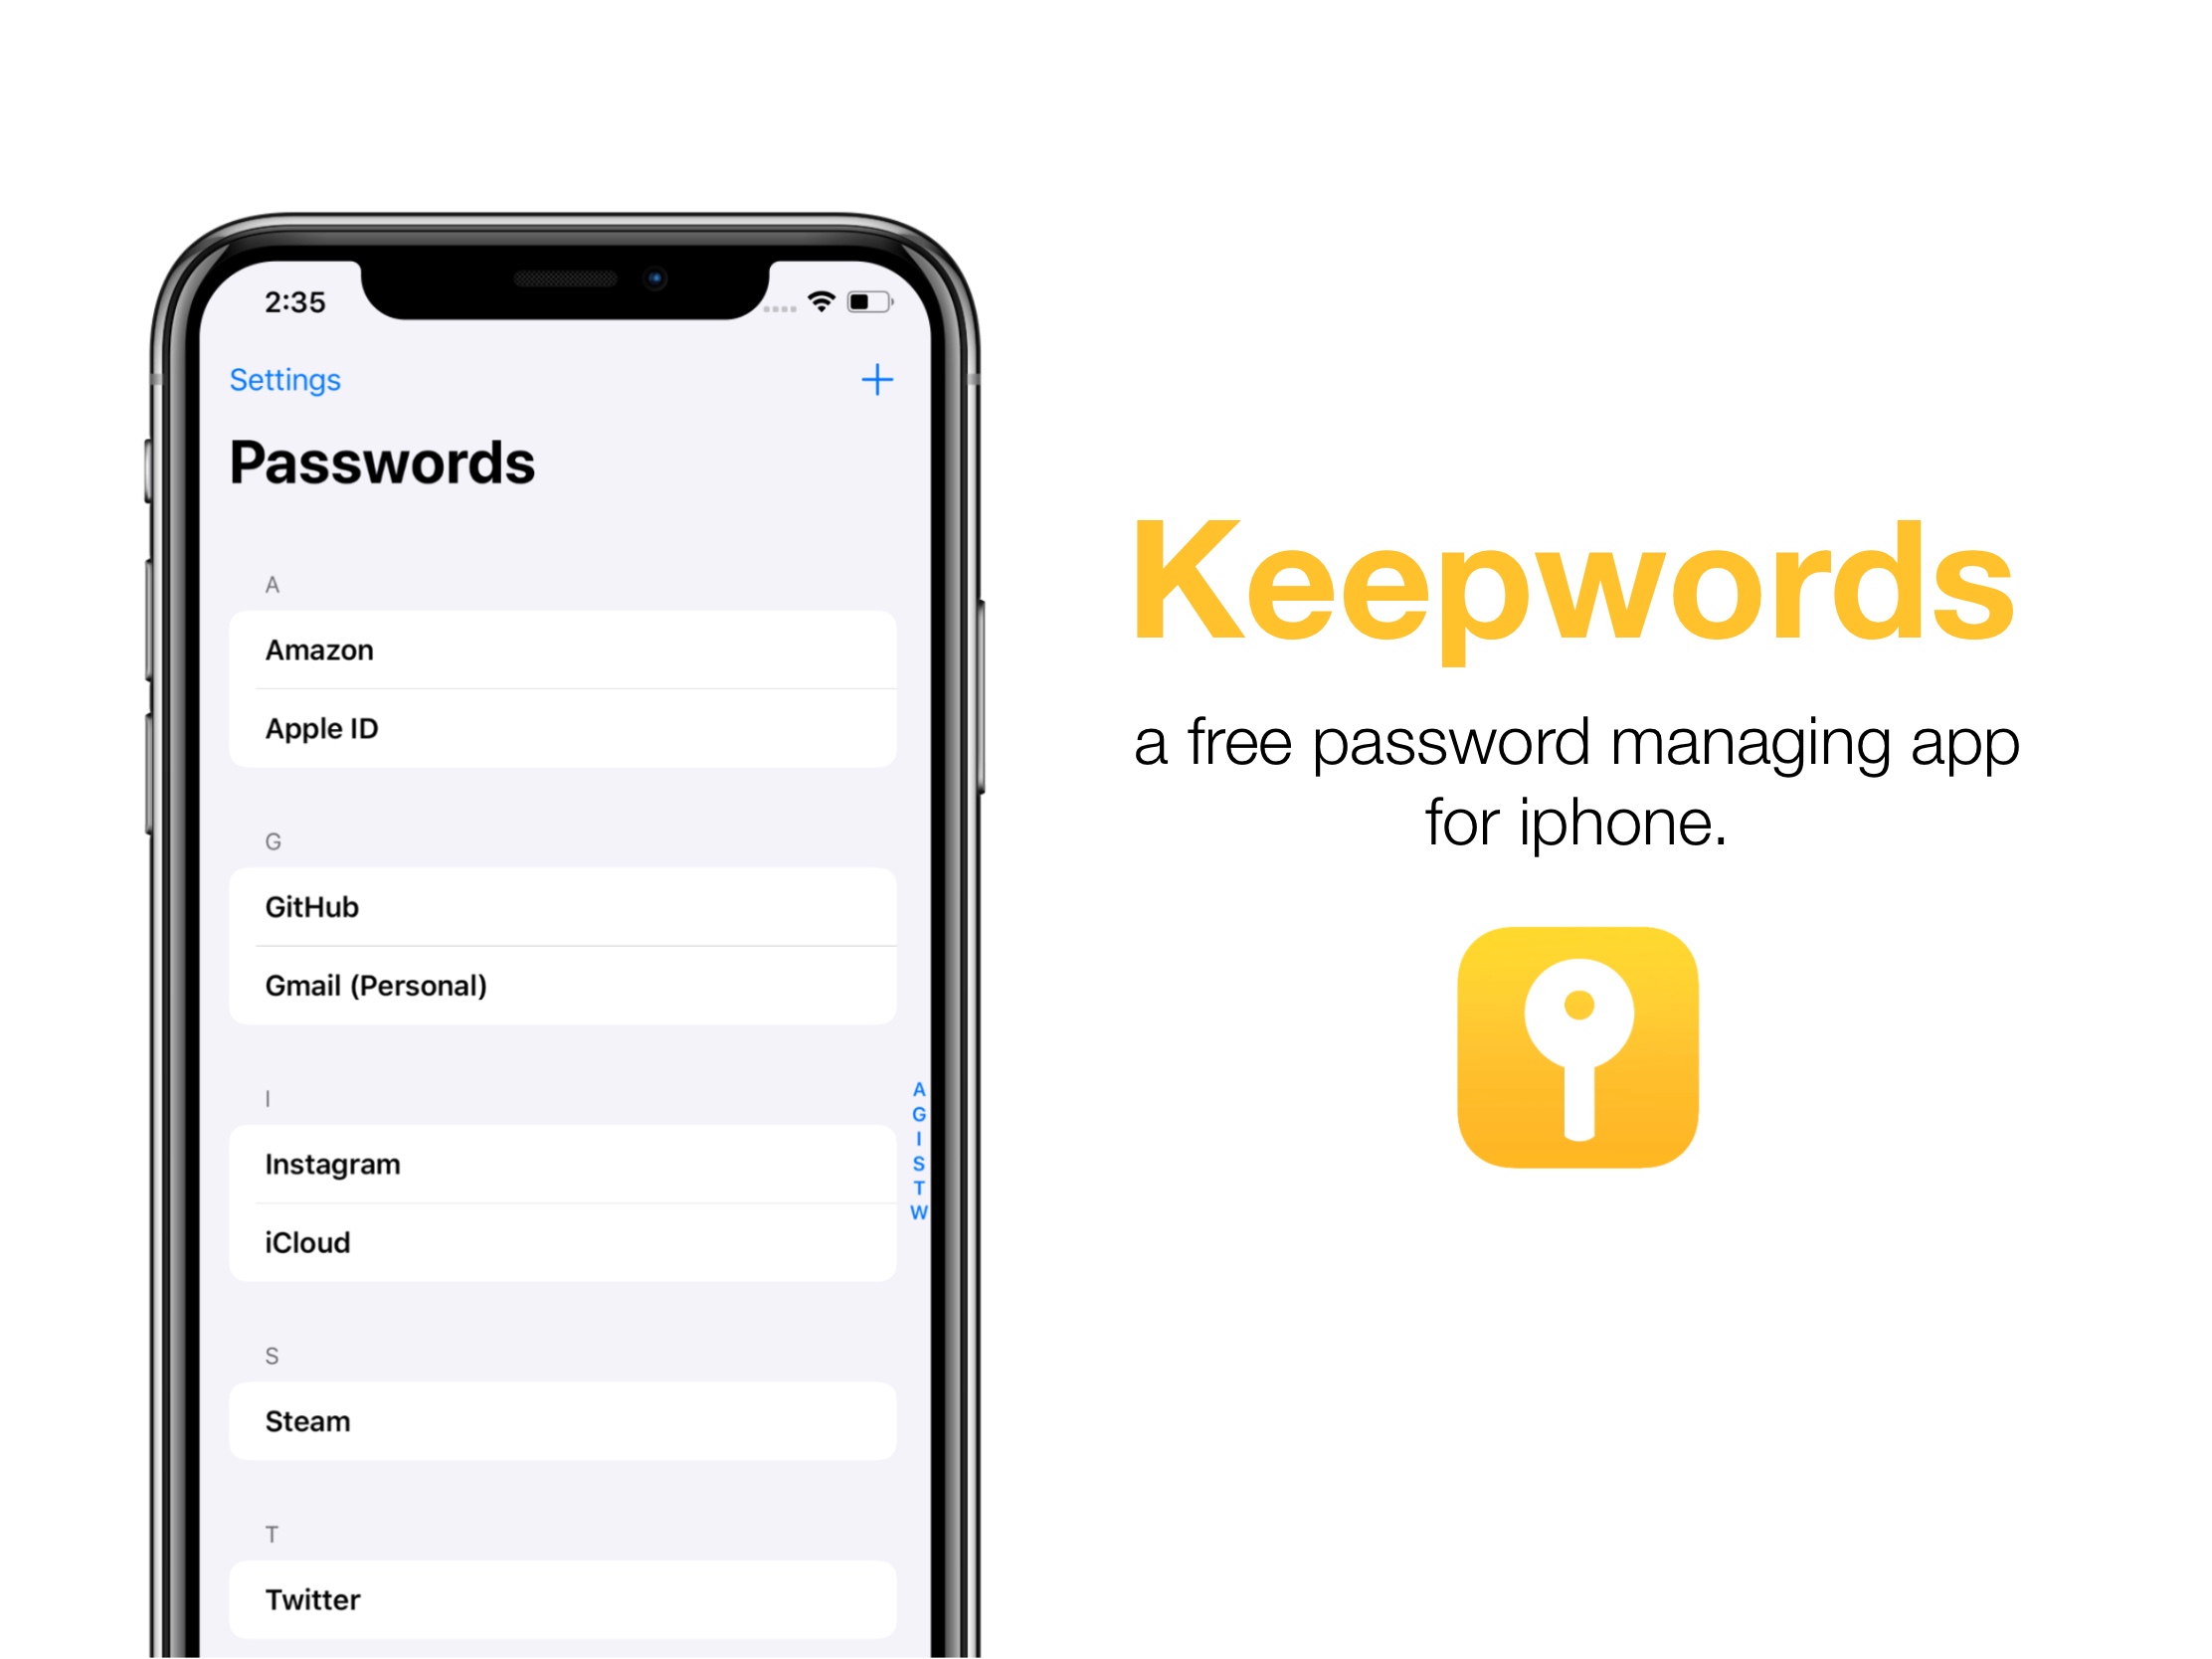 2:35
Settings
Passwords
A
Amazon
Apple ID
G
GitHub
Gmail (Personal)
I
Instagram
iCloud
S
Steam
T
Twitter
A
G
I
S
T
W
Keepwords
a free password managing app
for iphone.